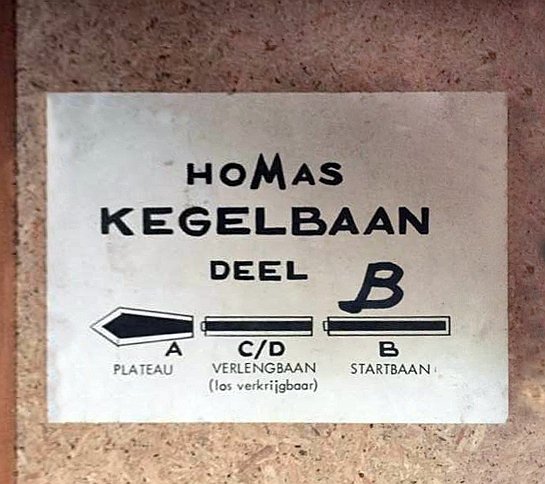 HOMAS
KEGELBAAN
DEEL B
A C/D B
PLATEAU VERLENGBAAN STARTBAAN
(los verkrijgbaar)